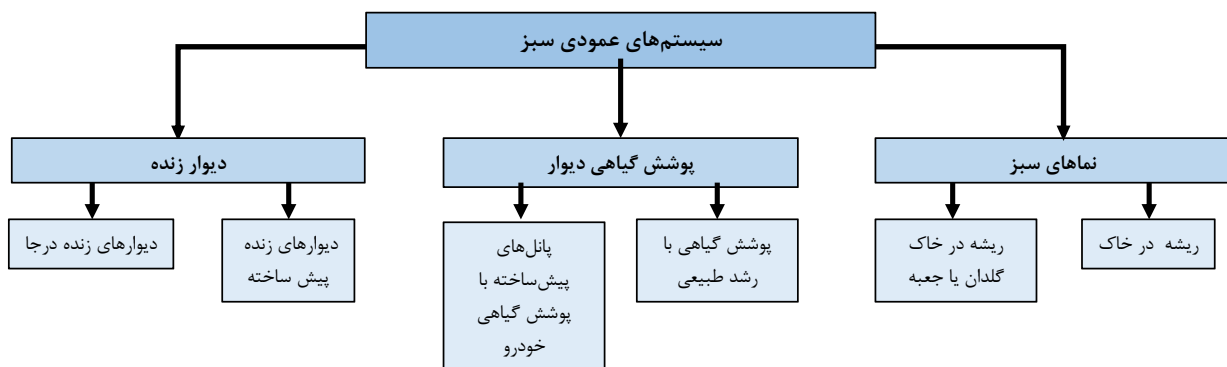 سیستم‌های عمودی سبز
نماهای سبز
پوشش گیاهی دیوار
دیوار زنده
ریشه در خاک
ریشه در خاک
گلدان یا جعبه
پوشش گیاهی با
رشد طبیعی
پانل‌های
پیش‌ساخته با
پوشش گیاهی
خودرو
دیوارهای زنده
پیش ساخته
دیوارهای زنده درجا